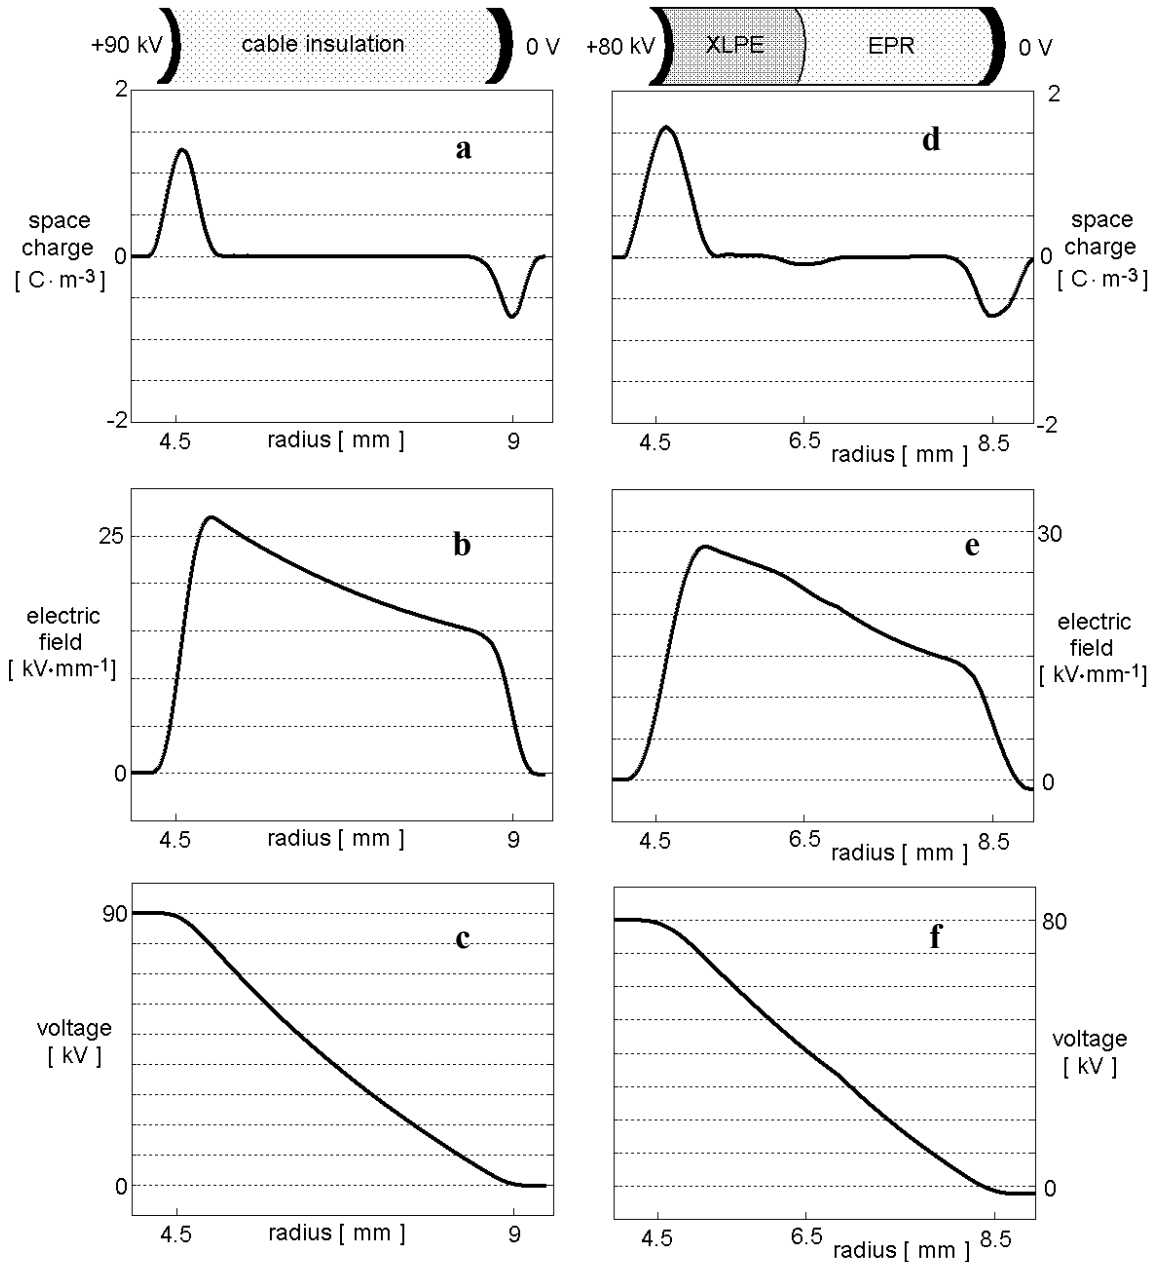 +90 kV cable insulation 0 V
+80 kV XLPE EPR 0 V
2
a
space
charge
[ C· m-3]
0
-2
4.5 radius [ mm ] 9
2
d
space
charge
[ C· m-3]
0
-2
4.5 6.5 radius [ mm ] 8.5
25
b
electric
field
[ kV•mm-1]
0
4.5 radius [ mm ] 9
30
e
electric
field
[ kV•mm-1]
0
4.5 6.5 radius [ mm ] 8.5
90
c
voltage
[ kV ]
0
4.5 radius [ mm ] 9
80
f
voltage
[ kV ]
0
4.5 6.5 radius [ mm ] 8.5